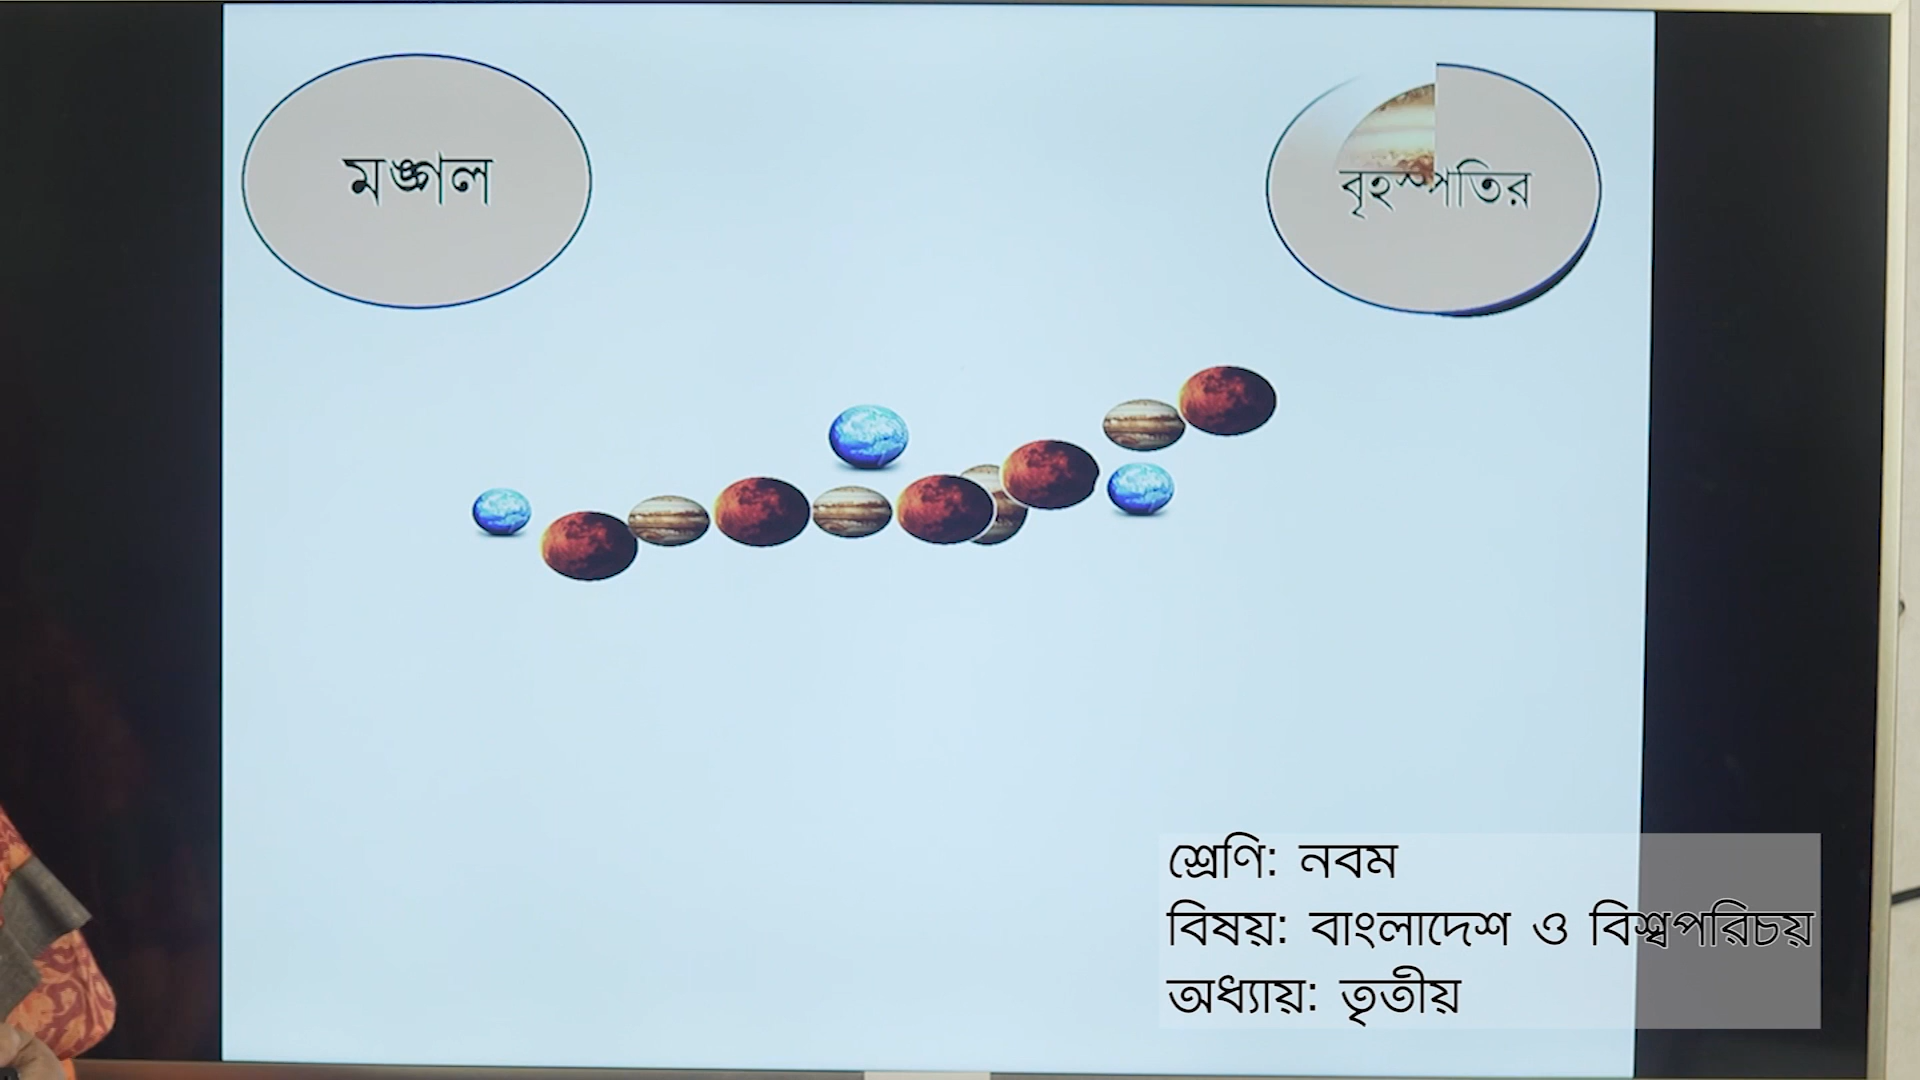 মঙ্গল
বৃহস্পতির
শ্রেণি: নবম
বিষয়: বাংলাদেশ ও বিশ্বপরিচয়
অধ্যায়: তৃতীয়